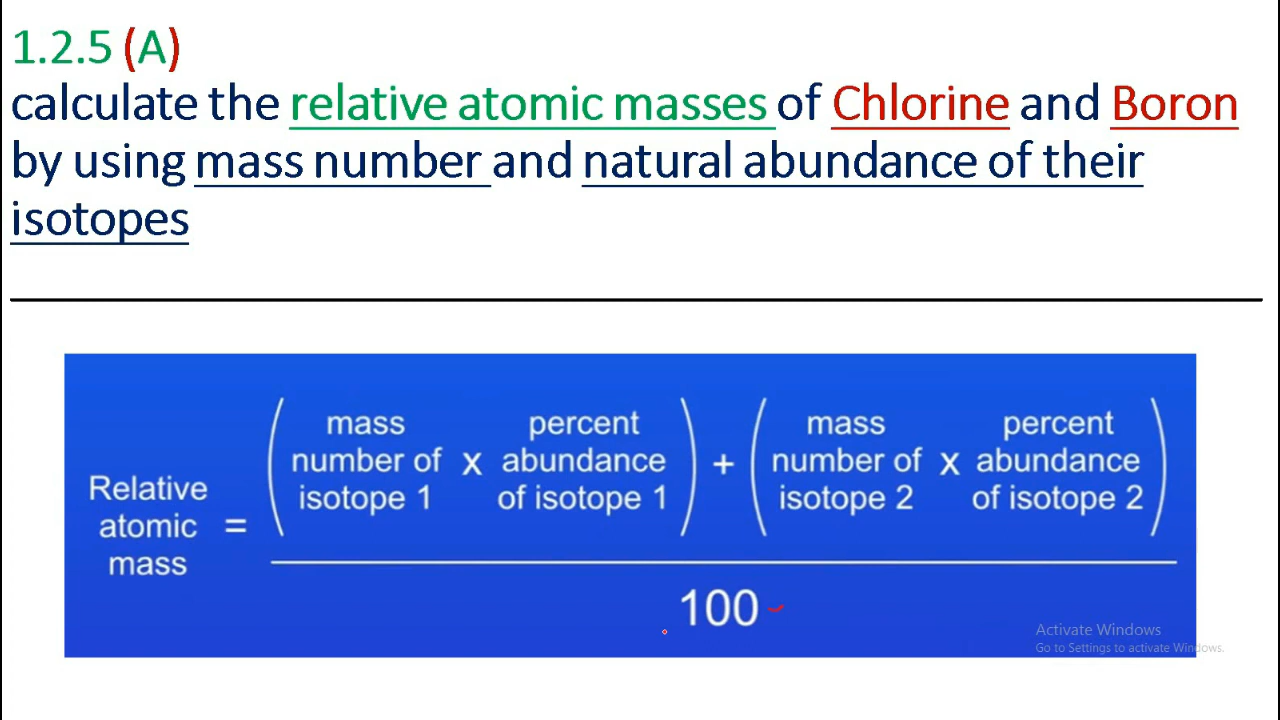 1.2.5 (A)
calculate the relative atomic masses of Chlorine and Boron
by using mass number and natural abundance of their
isotopes
Relative
atomic
mass
=
mass
number of
isotope 1
x
percent
abundance
of isotope 1
+
mass
number of
isotope 2
x
percent
abundance
of isotope 2
100
Activate Windows
Go to Settings to activate Windows.